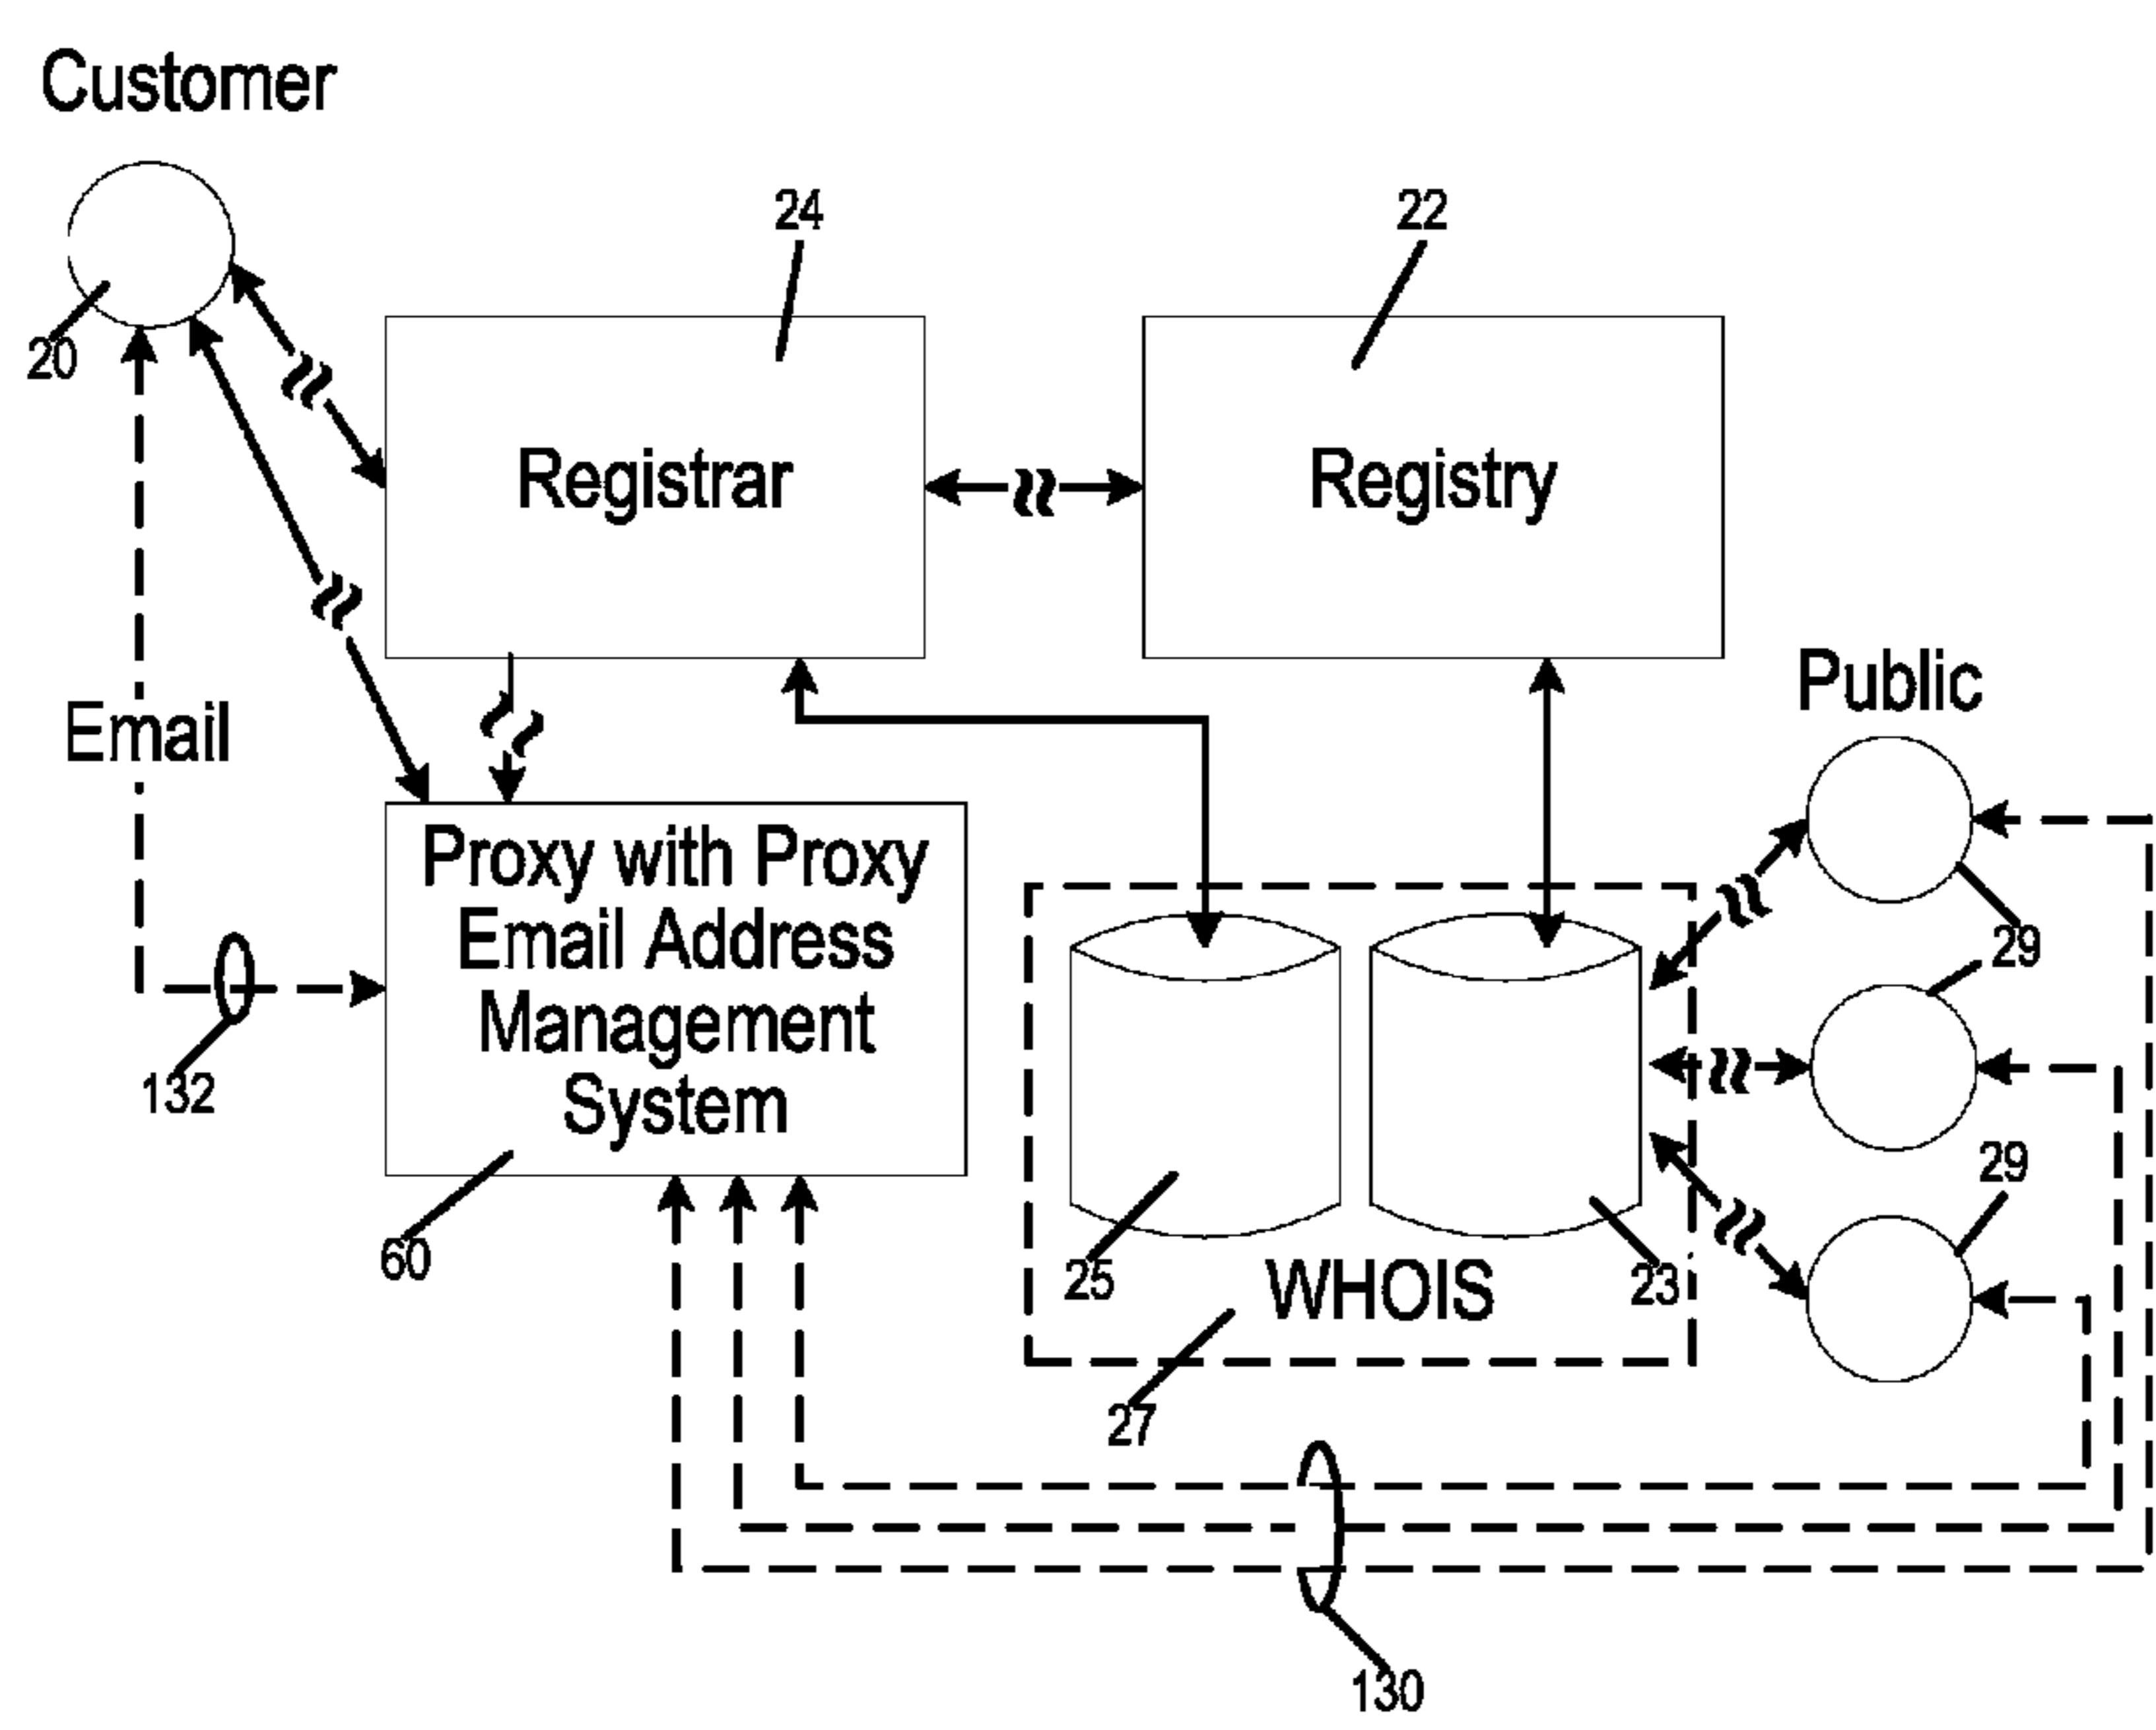 Customer
24
22
20
Registrar
Registry
Public
Email
Proxy with Proxy
Email Address
Management
System
29
132
29
60
25
WHOIS
23
27
130